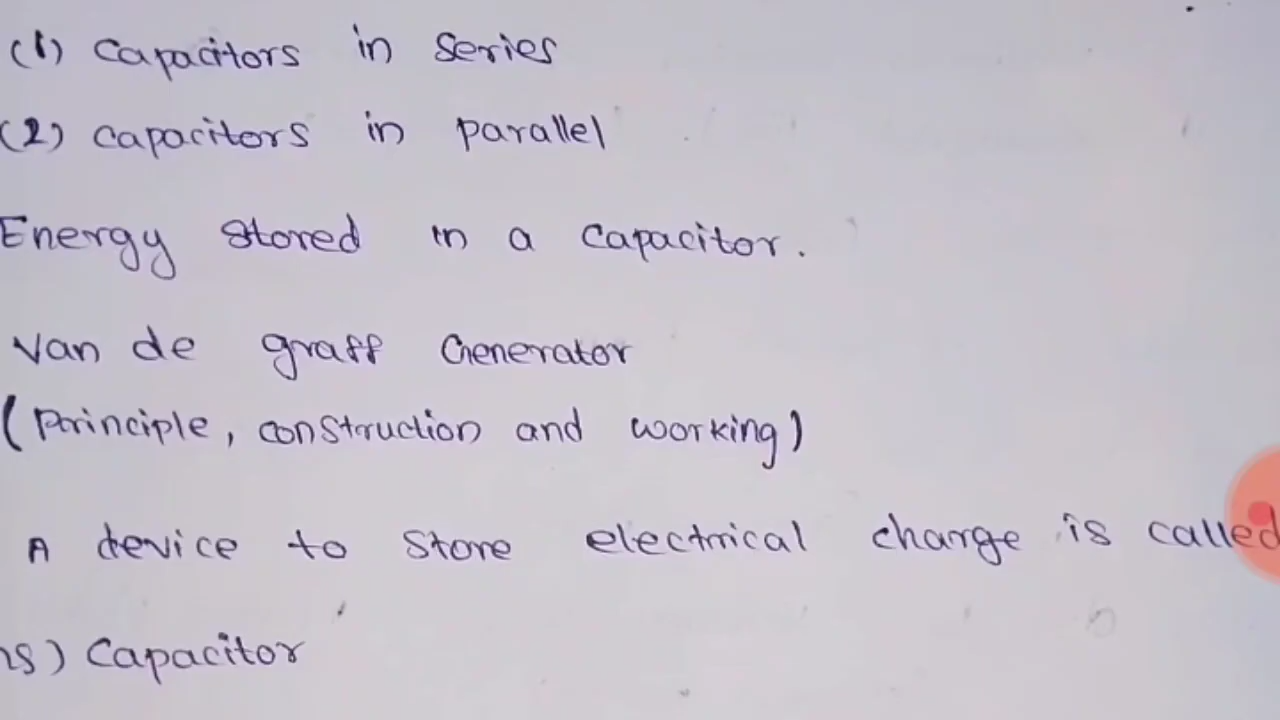 (1) Capacitors in series
(2) capacitors in parallel
Energy stored in a capacitor.
Van de graff Generator
(Principle, construction and working)
A device to store electrical charge is called
ns) Capacitor